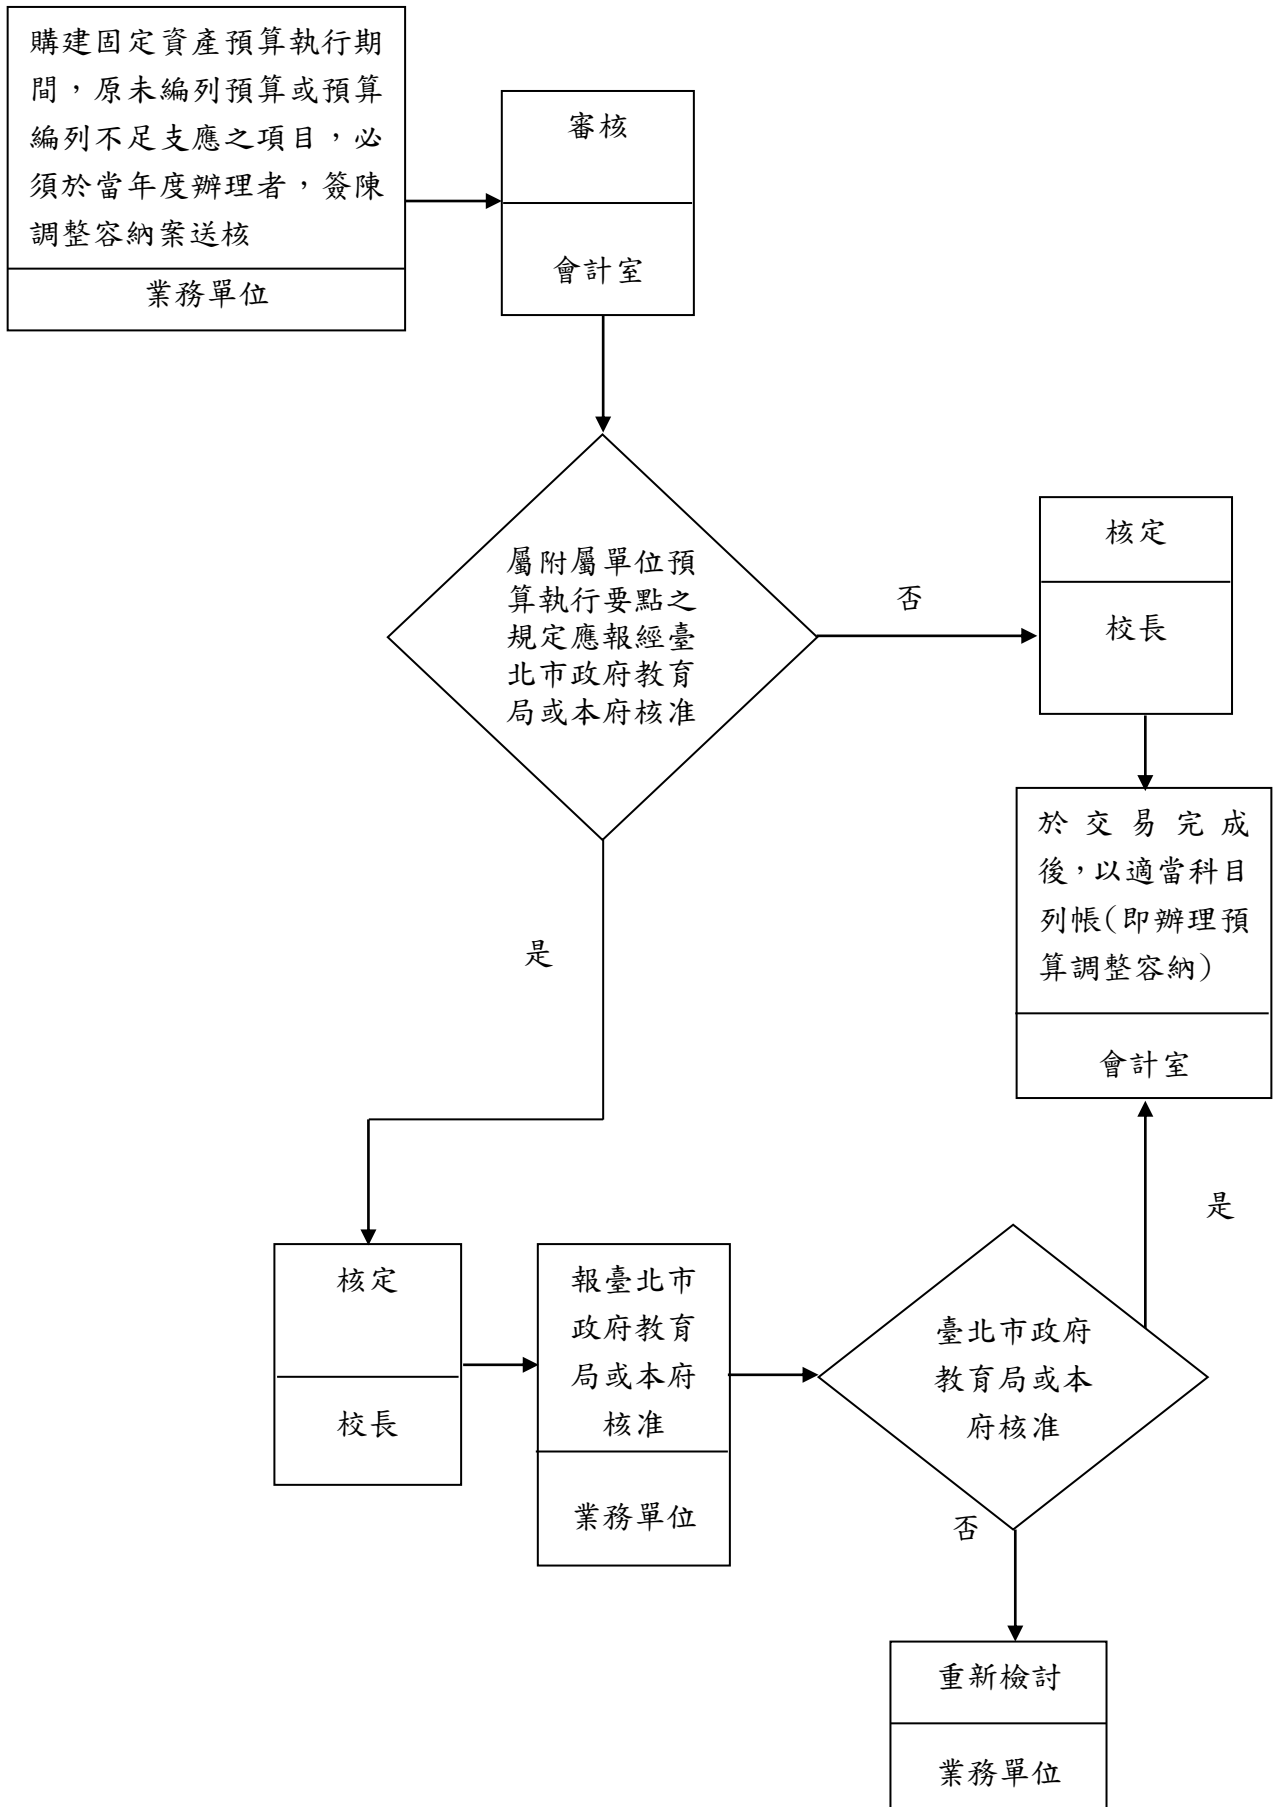 購建固定資產預算執行期
間，原未編列預算或預算
編列不足支應之項目，必
須於當年度辦理者，簽陳
調整容納案送核
業務單位
審核
會計室
屬附屬單位預
算執行要點之
規定應報經臺
北市政府教育
局或本府核准
否
核定
校長
於交易完成
後，以適當科目
列帳(即辦理預
算調整容納)
會計室
是
是
核定
校長
報臺北市
政府教育
局或本府
核准
業務單位
臺北市政府
教育局或本
府核准
否
重新檢討
業務單位